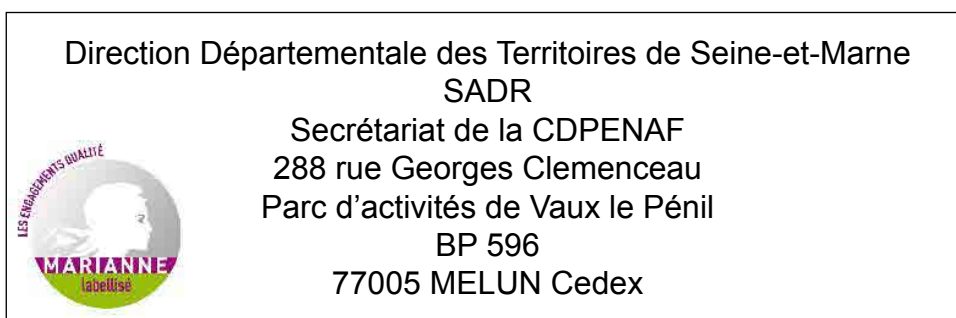 Direction Départementale des Territoires de Seine-et-Marne
SADR
Secrétariat de la CDPENAF
288 rue Georges Clemenceau
Parc d’activités de Vaux le Pénil
BP 596
77005 MELUN Cedex
LES ENGAGEMENTS QUALITÉ
MARIANNE
labellisé